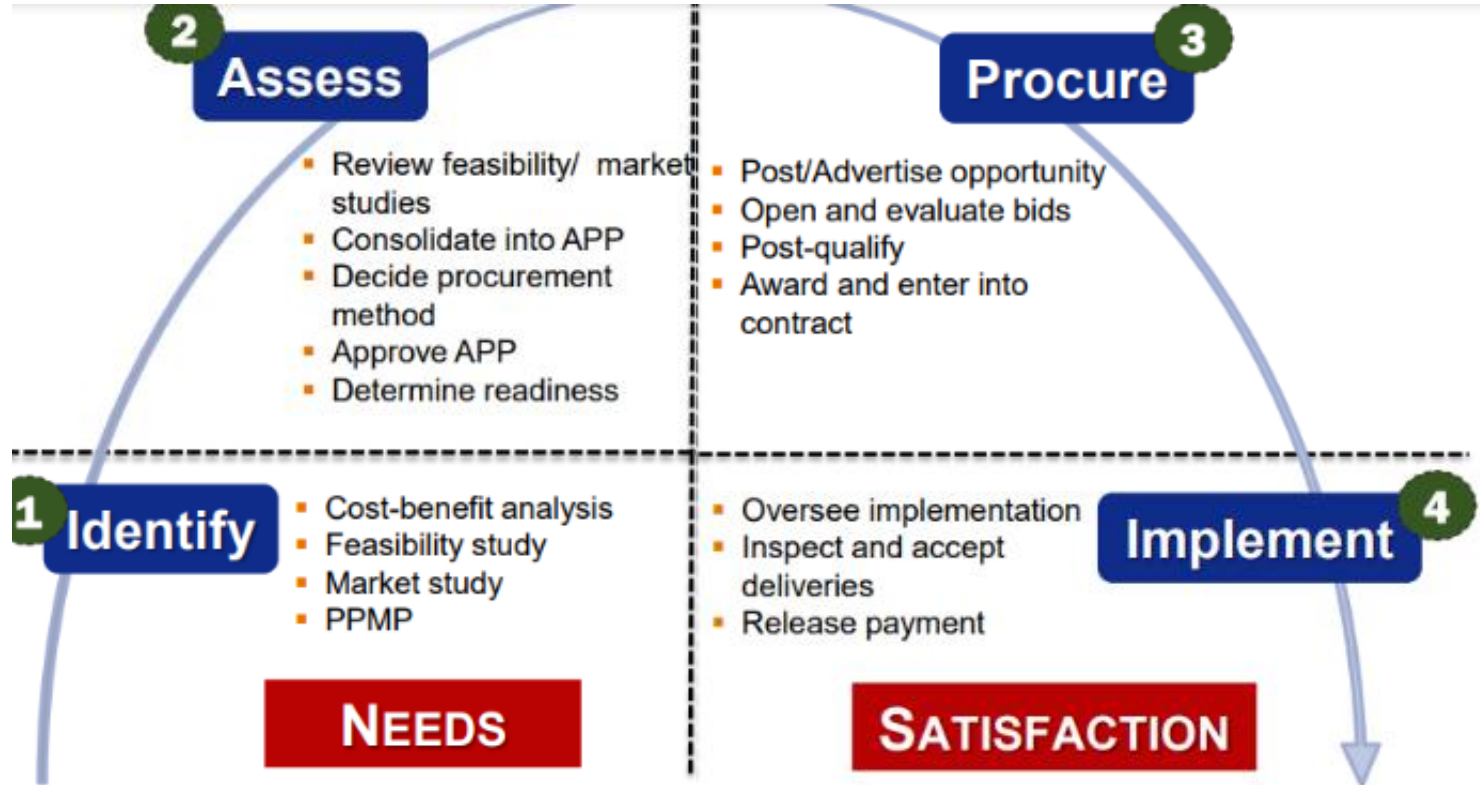 2
Assess
▪ Review feasibility/ market
studies
▪ Consolidate into APP
▪ Decide procurement
method
▪ Approve APP
▪ Determine readiness
3
Procure
▪ Post/Advertise opportunity
▪ Open and evaluate bids
▪ Post-qualify
▪ Award and enter into
contract
1
Identify
▪ Cost-benefit analysis
▪ Feasibility study
▪ Market study
▪ PPMP
NEEDS
4
Implement
▪ Oversee implementation
▪ Inspect and accept
deliveries
▪ Release payment
SATISFACTION